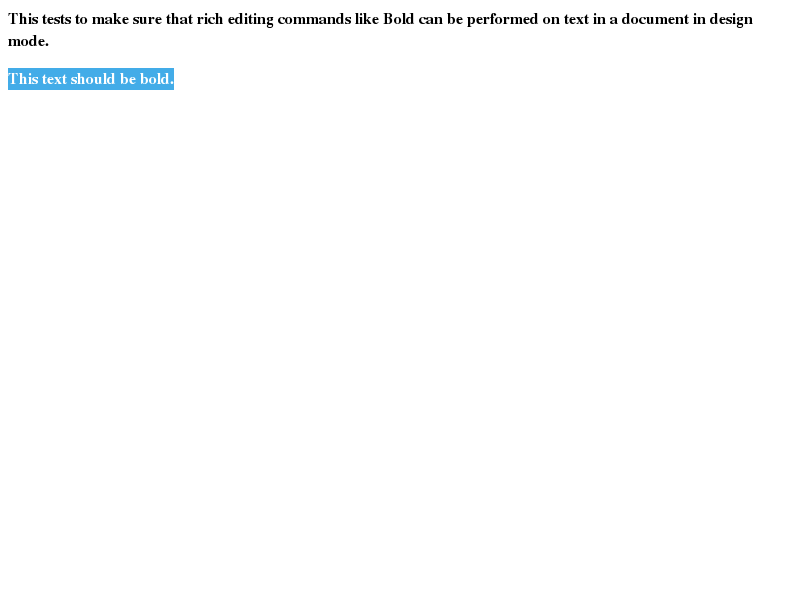 This tests to make sure that rich editing commands like Bold can be performed on text in a document in design
mode.
This text should be bold.